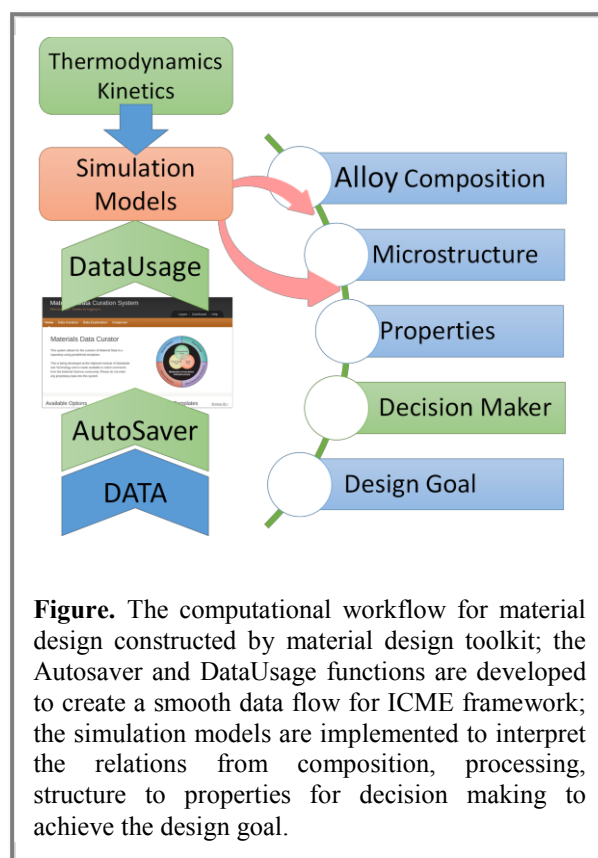 Thermodynamics
Kinetics
Simulation
Models
DataUsage
Materials Data Curator
Available Options
AutoSaver
DATA
Alloy Composition
Microstructure
Properties
Decision Maker
Design Goal
Figure. The computational workflow for material
design constructed by material design toolkit; the
Autosaver and DataUsage functions are developed
to create a smooth data flow for ICME framework;
the simulation models are implemented to interpret
the relations from composition, processing,
structure to properties for decision making to
achieve the design goal.